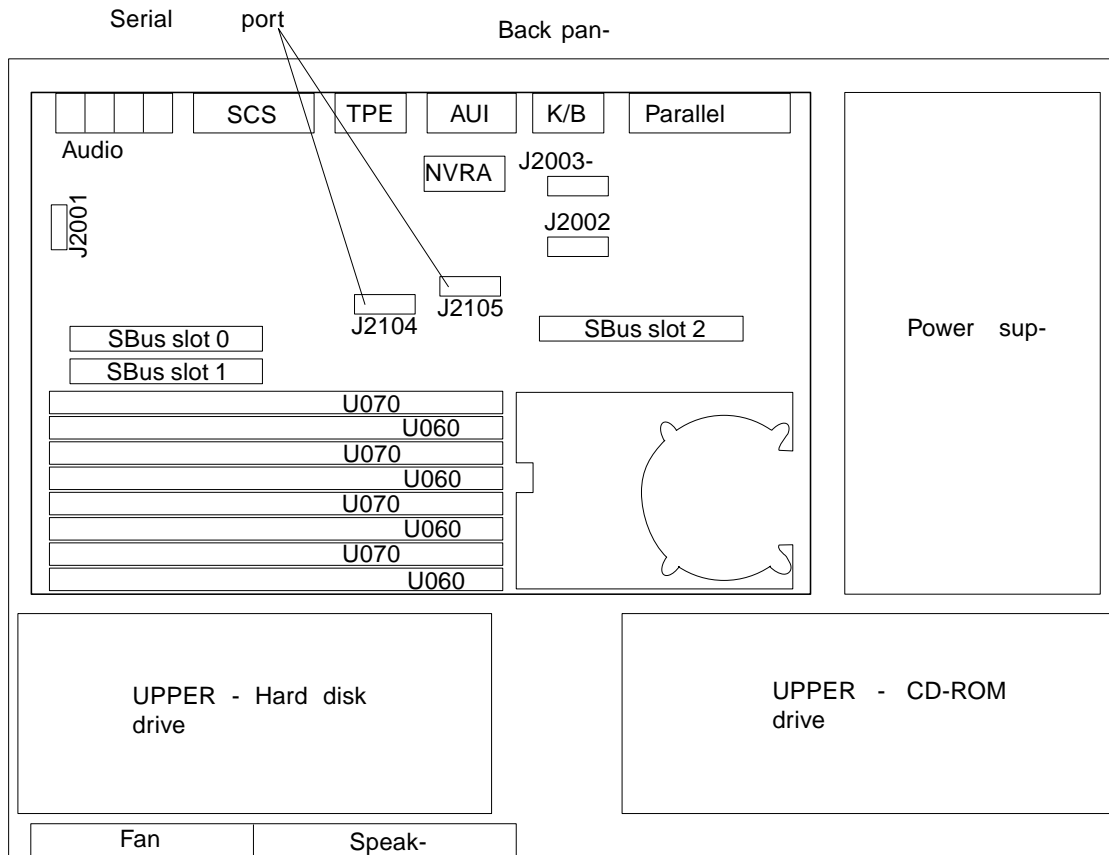 Serial port
Back pan-
SCS TPE AUI K/B Parallel
Audio
NVRA
J2003-
J2001
J2002
J2104
J2105
SBus slot 0
SBus slot 2
SBus slot 1
Power sup-
U070
U060
U070
U060
U070
U060
U070
U060
UPPER - Hard disk
drive
UPPER - CD-ROM
drive
Fan
Speak-